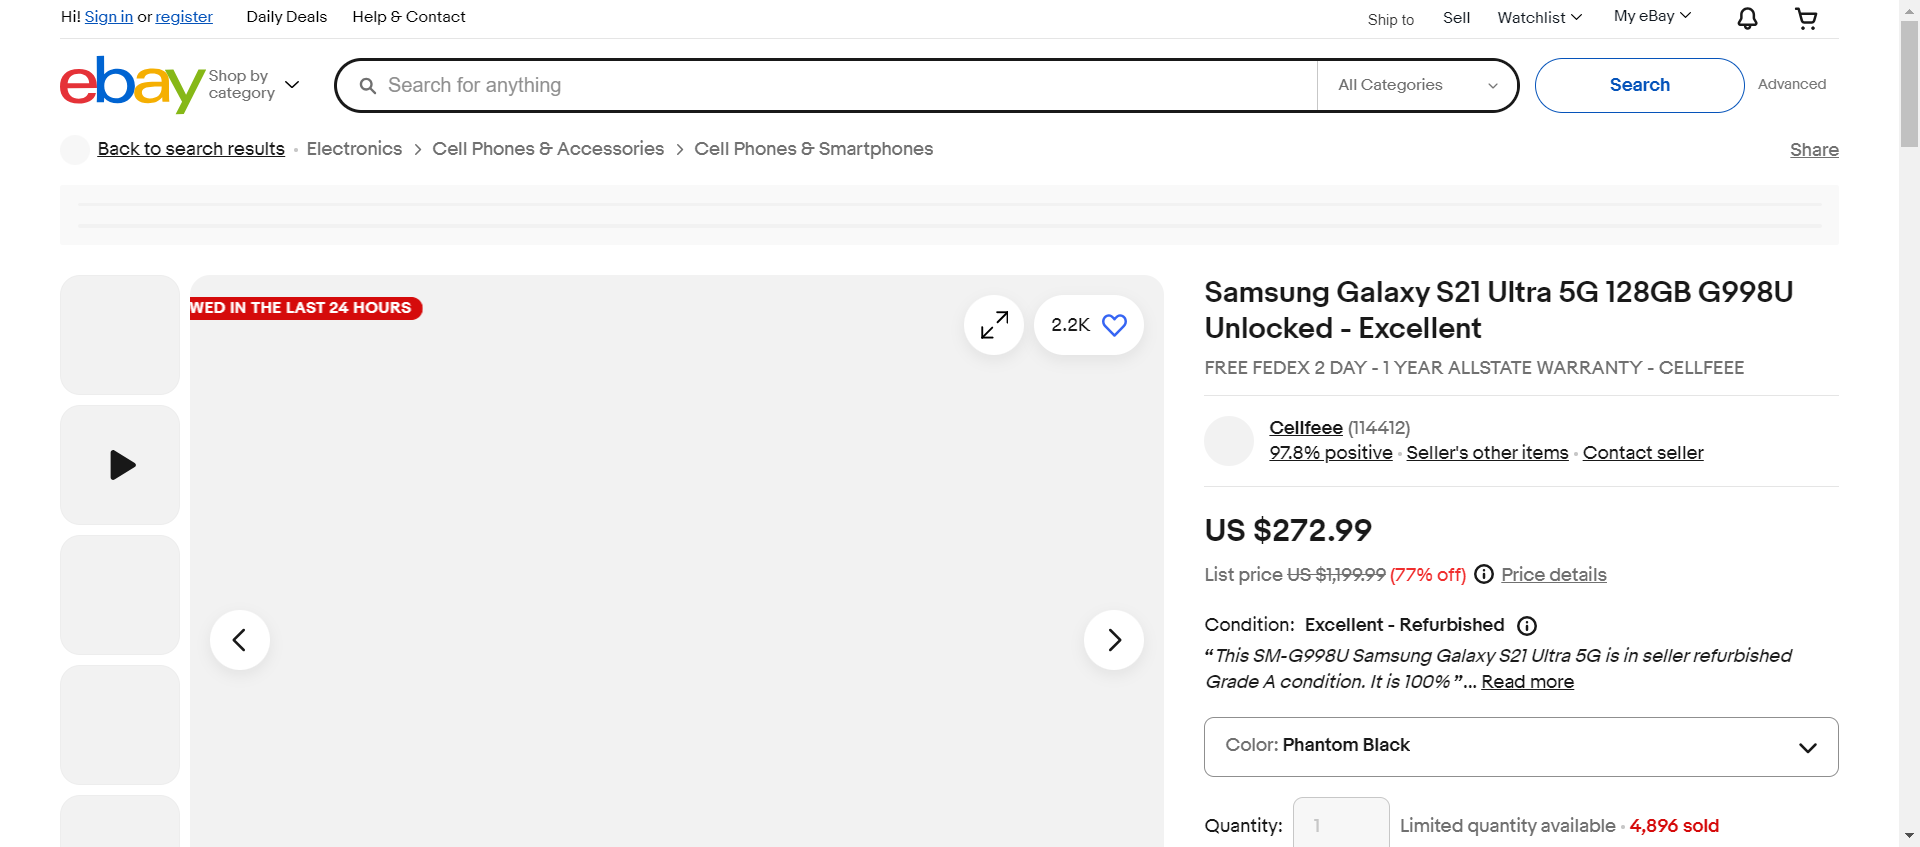 Hi! Sign in or register
Daily Deals
Help & Contact
Ship to
Sell
Watchlist
My eBay
ebay
Shop by
category
Search for anything
All Categories
Search
Advanced
Back to search results
Electronics
Cell Phones & Accessories
Cell Phones & Smartphones
Share
WED IN THE LAST 24 HOURS
2.2K
Samsung Galaxy S21 Ultra 5G 128GB G998U
Unlocked - Excellent
FREE FEDEX 2 DAY - 1 YEAR ALLSTATE WARRANTY - CELLFEEE
Cellfeee (114412)
97.8% positive · Seller's other items · Contact seller
US $272.99
List price US $1,199.99 (77% off) Price details
Condition: Excellent - Refurbished
“This SM-G998U Samsung Galaxy S21 Ultra 5G is in seller refurbished
Grade A condition. It is 100%”... Read more
Color: Phantom Black
Quantity: 1 Limited quantity available · 4,896 sold